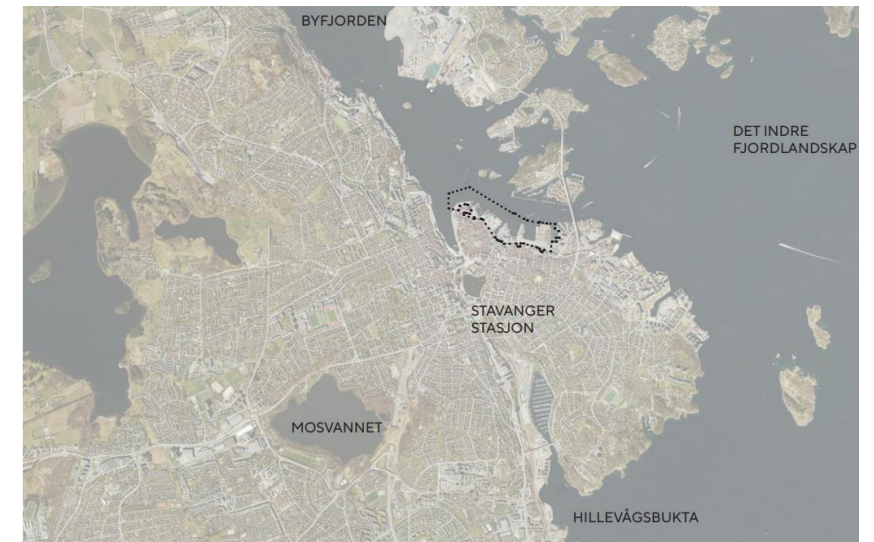 BYFJORDEN
DET INDRE
FJORDLANDSKAP
STAVANGER
STASJON
MOSVANNET
HILLEVÅGSBUKTA